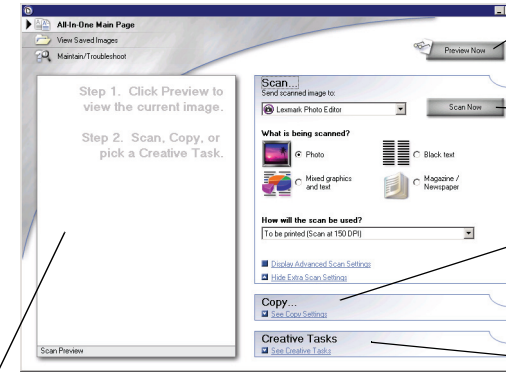 All-In-One Main Page
View Saved Images
Maintain/Troubleshoot
Preview Now
Step 1. Click Preview to
view the current image.
Step 2. Scan, Copy, or
pick a Creative Task.
Scan Preview
Scan...
Send scanned image to:
Lexmark Photo Editor
Scan Now
What is being scanned?
Photo
Black text
Mixed graphics
and text
Magazine /
Newspaper
How will the scan be used?
To be printed (Scan at 150 DPI)
Display Advanced Scan Settings
Hide Extra Scan Settings
Copy...
See Copy Settings
Creative Tasks
See Creative Tasks